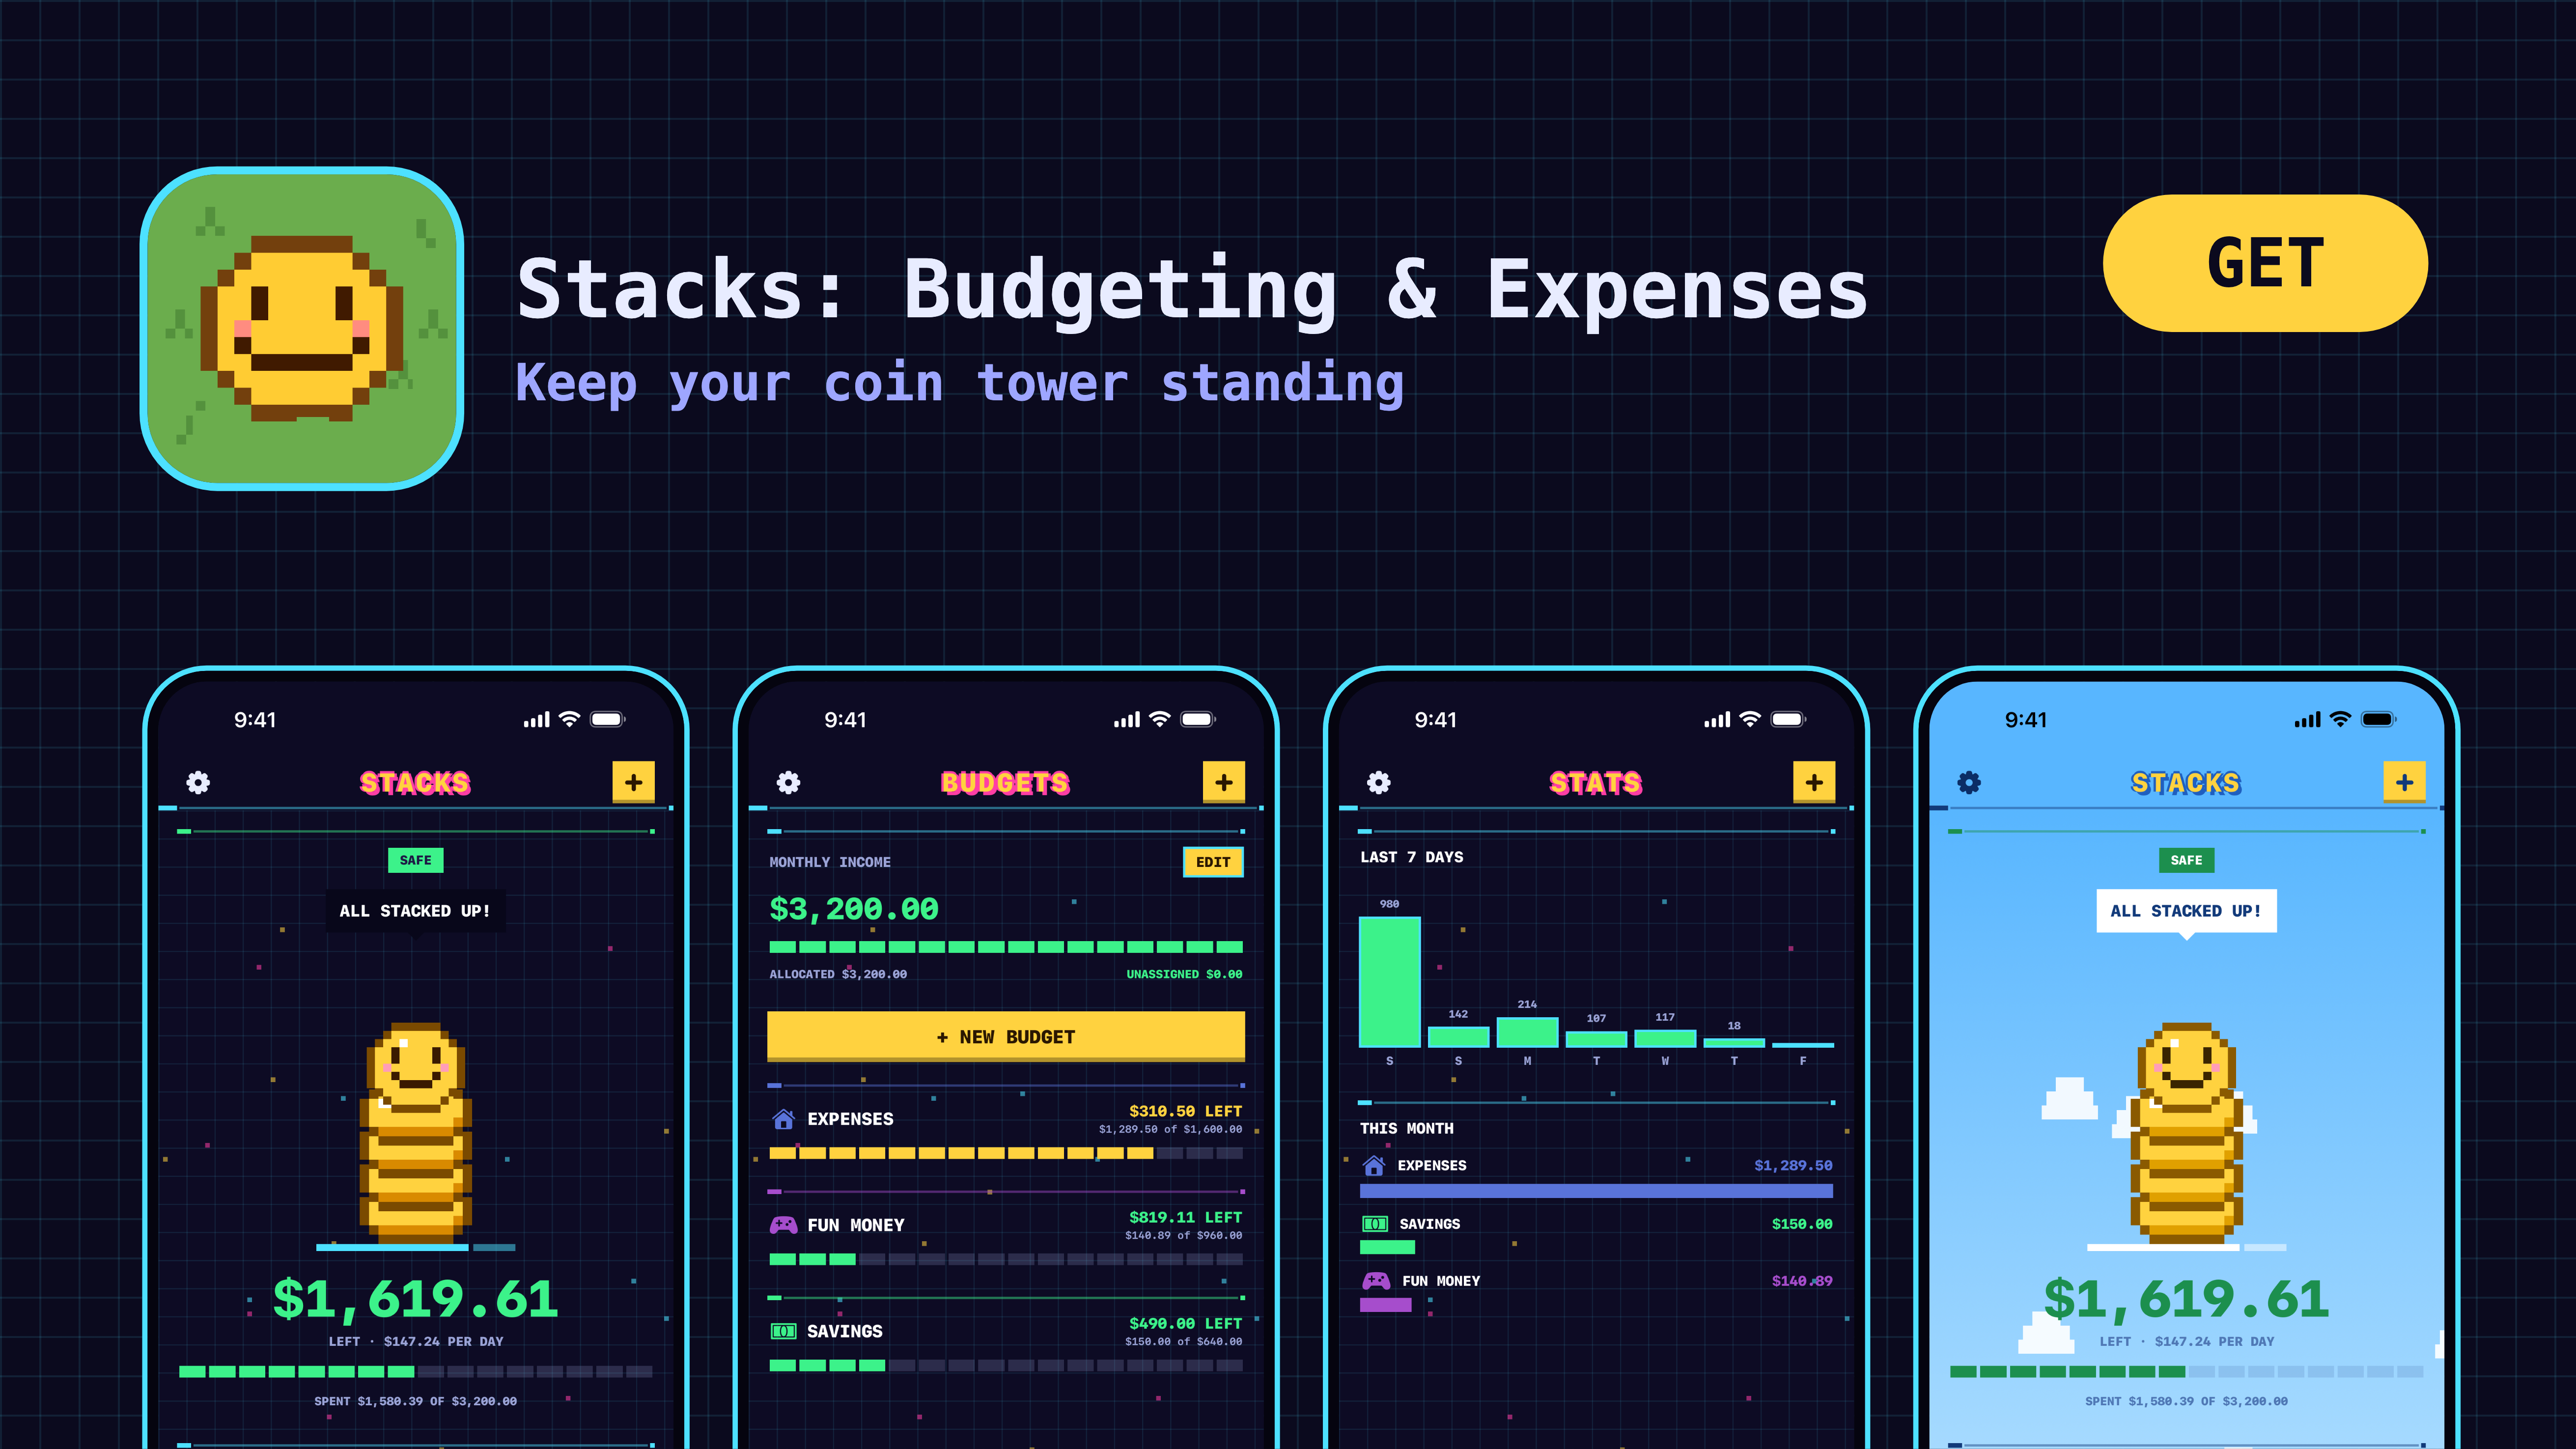 Stacks: Budgeting & Expenses
Keep your coin tower standing
GET
9:41
STACKS
SAFE
ALL STACKED UP!
$1,619.61
LEFT · $147.24 PER DAY
SPENT $1,580.39 OF $3,200.00
9:41
BUDGETS
MONTHLY INCOME
EDIT
$3,200.00
ALLOCATED $3,200.00
UNASSIGNED $0.00
+ NEW BUDGET
EXPENSES
$310.50 LEFT
$1,289.50 of $1,600.00
FUN MONEY
$819.11 LEFT
$140.89 of $960.00
SAVINGS
$490.00 LEFT
$150.00 of $640.00
9:41
STATS
LAST 7 DAYS
980
142
214
107
117
18
S S M T W T F
THIS MONTH
EXPENSES $1,289.50
SAVINGS $150.00
FUN MONEY $140.89
9:41
STACKS
SAFE
ALL STACKED UP!
$1,619.61
LEFT · $147.24 PER DAY
SPENT $1,580.39 OF $3,200.00